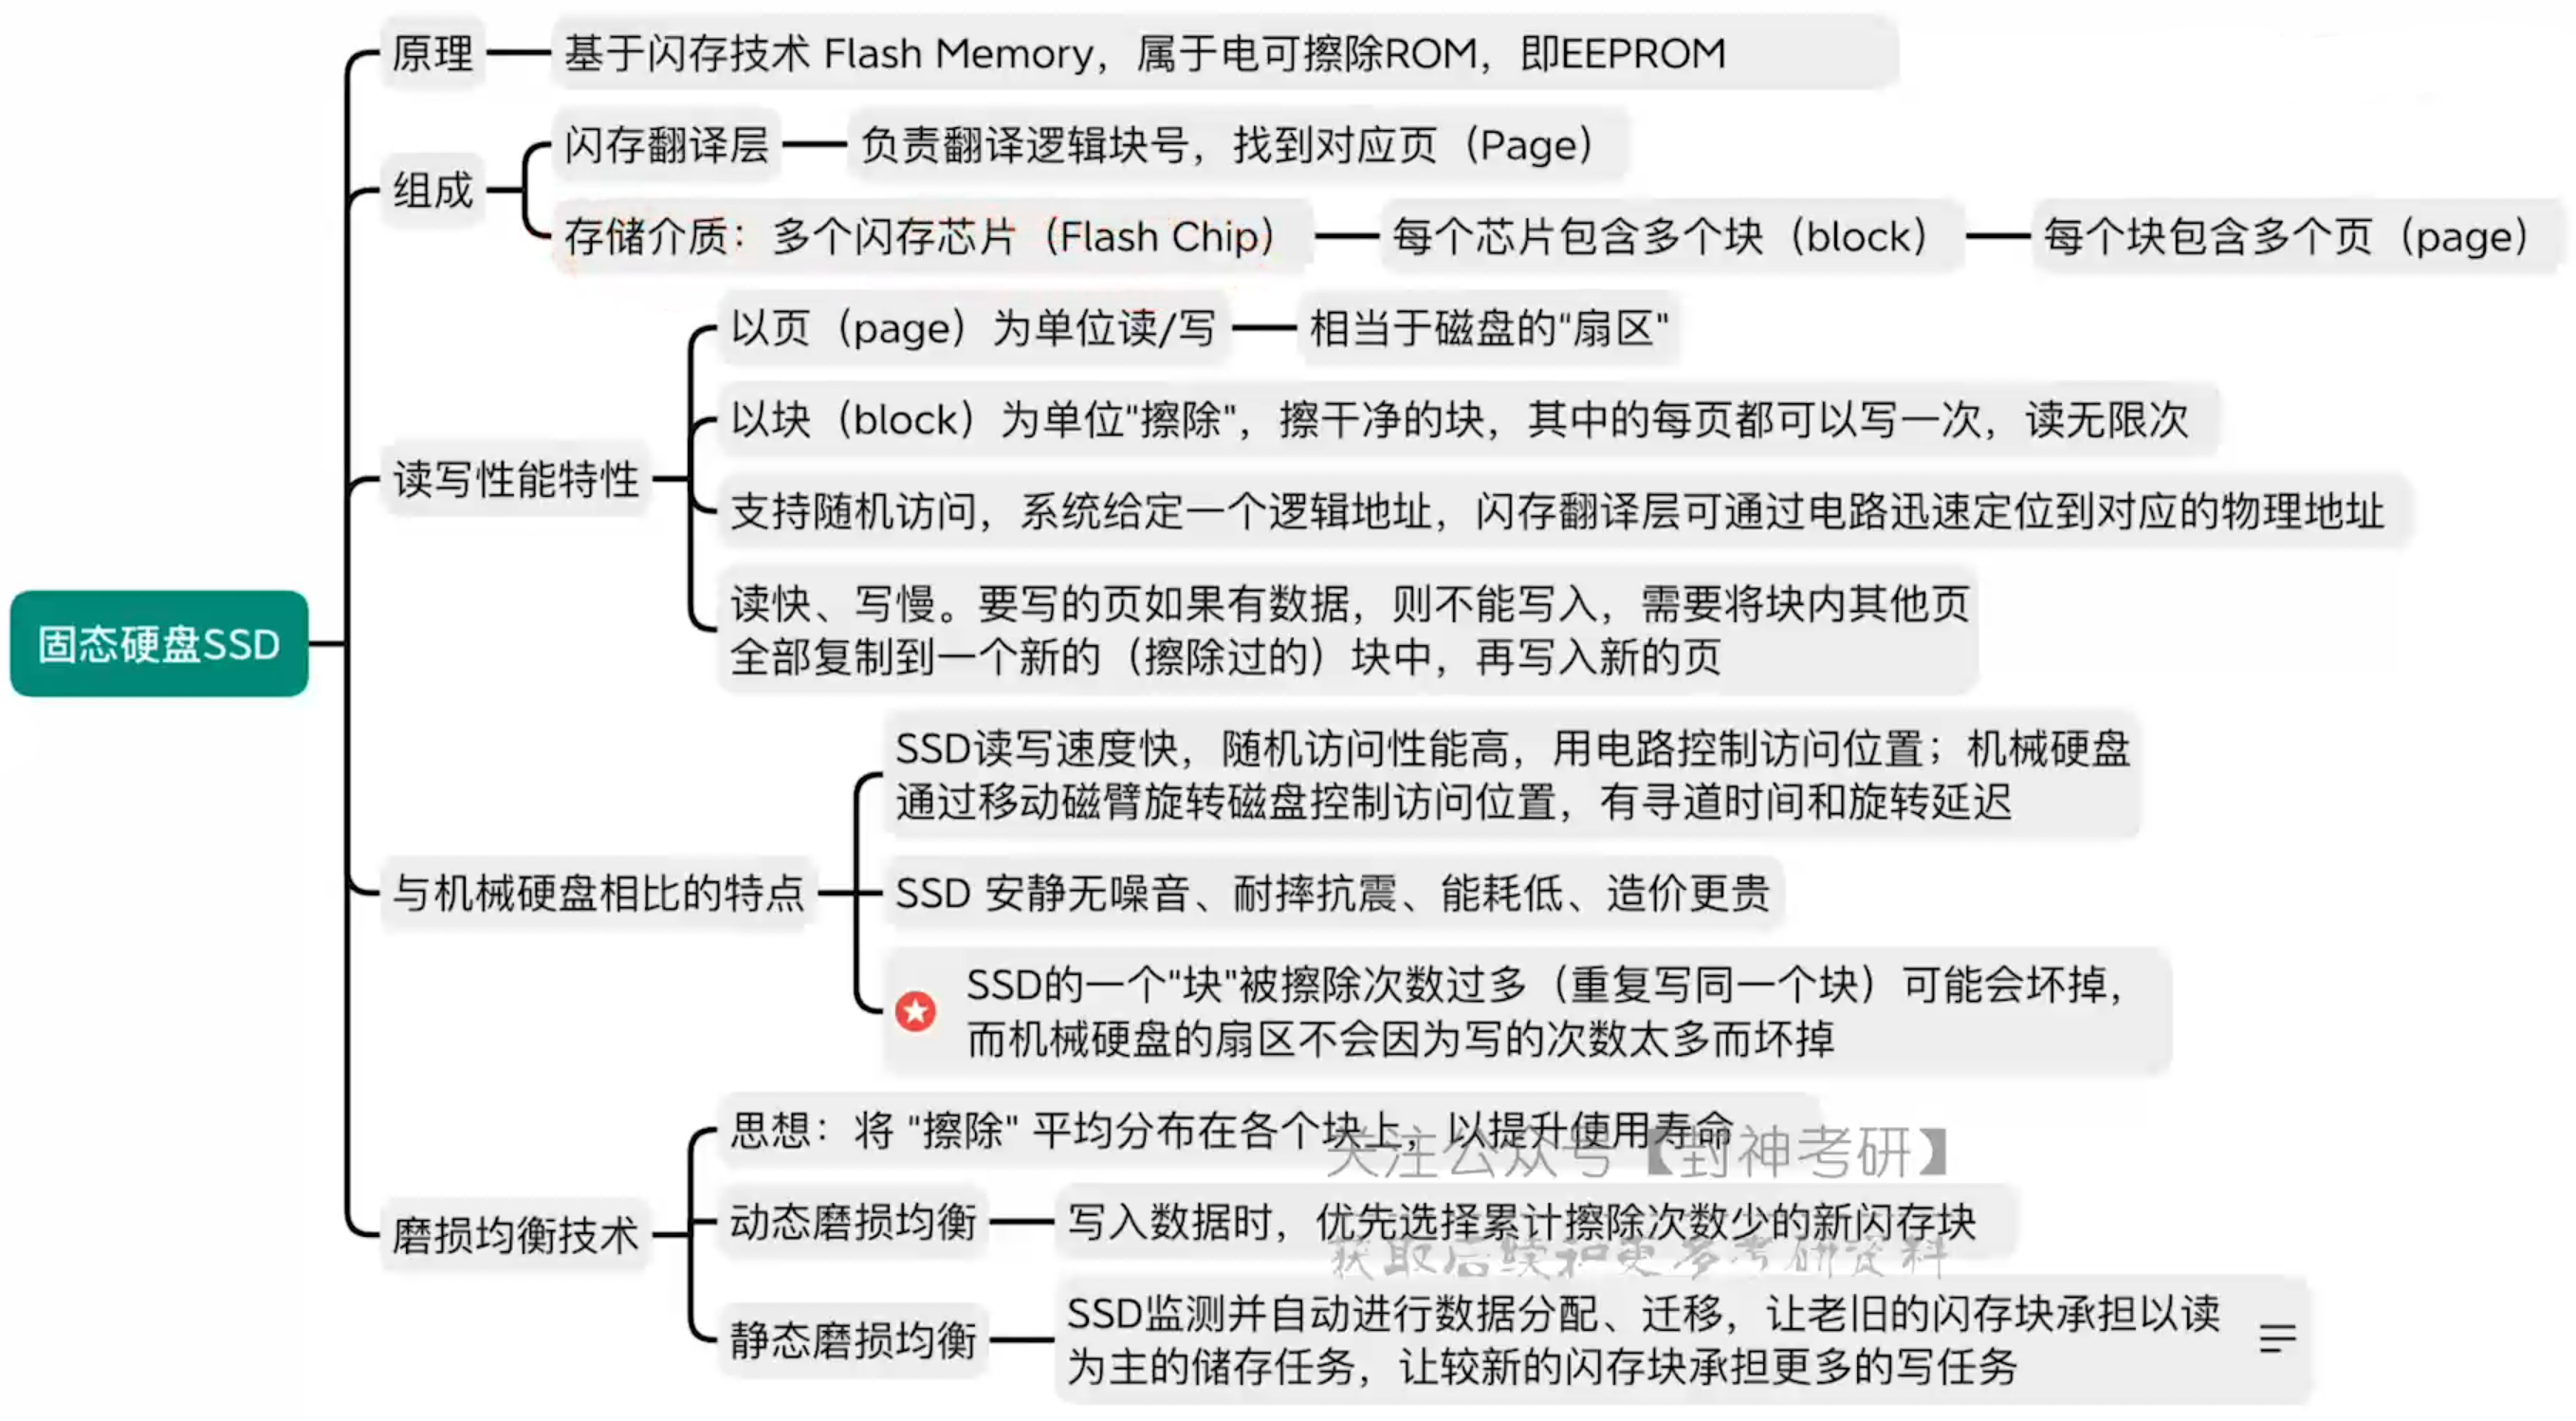 原理
基于闪存技术 Flash Memory，属于电可擦除ROM，即EEPROM
组成
闪存翻译层
负责翻译逻辑块号，找到对应页（Page）
存储介质：多个闪存芯片（Flash Chip）
每个芯片包含多个块（block）
每个块包含多个页（page）
读写性能特性
以页（page）为单位读/写
相当于磁盘的"扇区"
以块（block）为单位"擦除"，擦干净的块，其中的每页都可以写一次，读无限次
支持随机访问，系统给定一个逻辑地址，闪存翻译层可通过电路迅速定位到对应的物理地址
读快、写慢。要写的页如果有数据，则不能写入，需要将块内其他页
全部复制到一个新的（擦除过的）块中，再写入新的页
固态硬盘SSD
与机械硬盘相比的特点
SSD读写速度快，随机访问性能高，用电路控制访问位置；机械硬盘
通过移动磁臂旋转磁盘控制访问位置，有寻道时间和旋转延迟
SSD 安静无噪音、耐摔抗震、能耗低、造价更贵
SSD的一个"块"被擦除次数过多（重复写同一个块）可能会坏掉，
而机械硬盘的扇区不会因为写的次数太多而坏掉
磨损均衡技术
思想：将 "擦除" 平均分布在各个块上，以提升使用寿命
关注公众号【封神考研】
动态磨损均衡
写入数据时，优先选择累计擦除次数少的新闪存块
获取后续和更多考研资料
静态磨损均衡
SSD监测并自动进行数据分配、迁移，让老旧的闪存块承担以读
为主的储存任务，让较新的闪存块承担更多的写任务